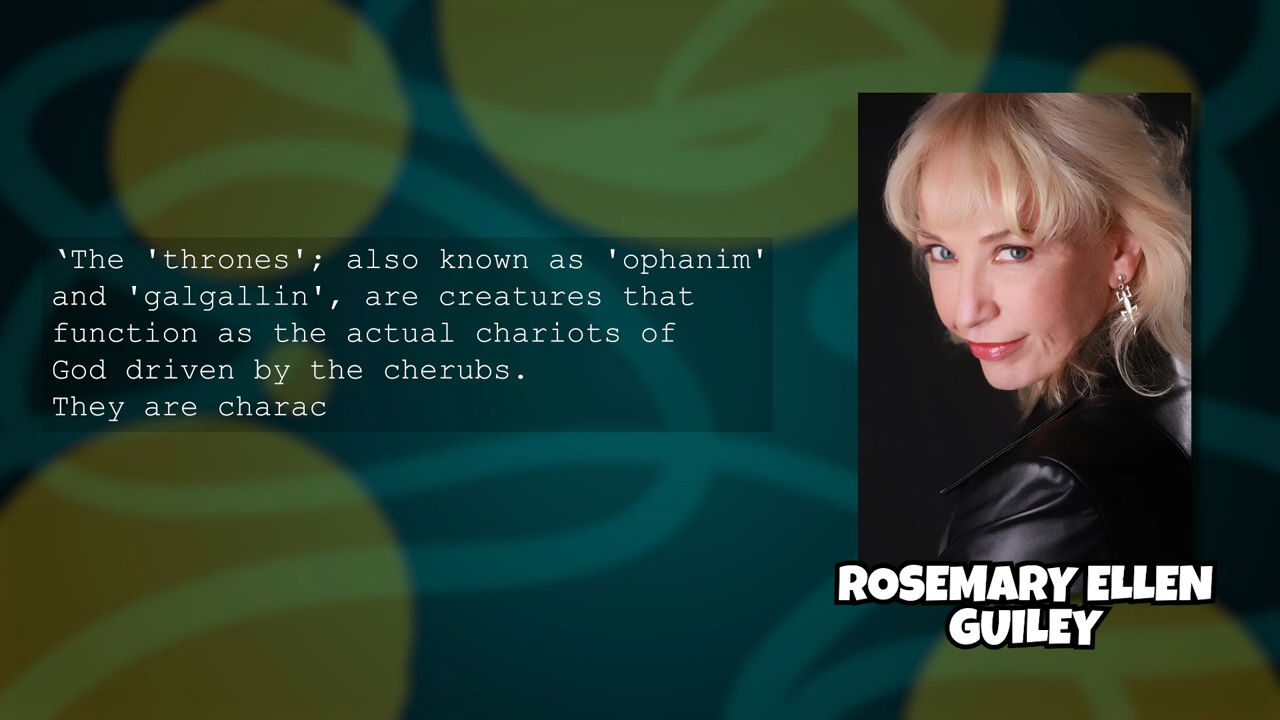 ‘The 'thrones'; also known as 'ophanim'
and 'galgallin', are creatures that
function as the actual chariots of
God driven by the cherubs.
They are charac
ROSEMARY ELLEN
GUILEY